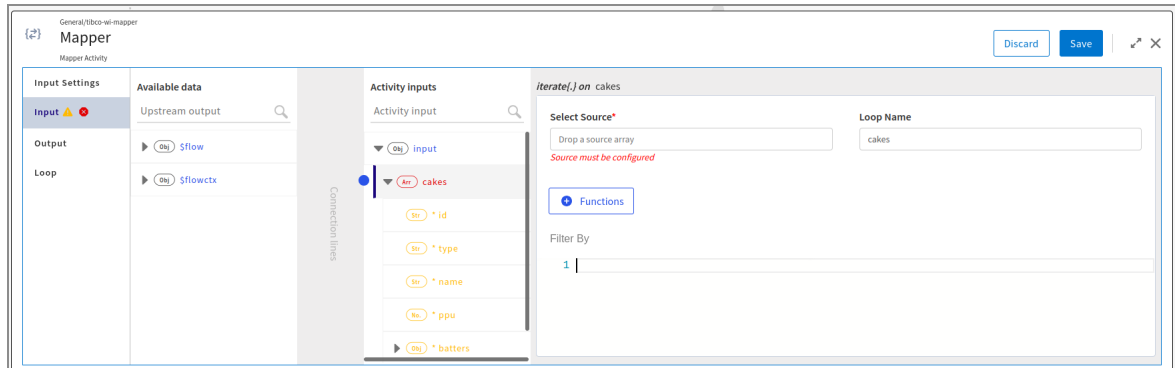 General/tibco-wi-mapper
Mapper
Mapper Activity
Discard
Save
Input Settings
Input
Output
Loop
Available data
Upstream output
Obj $flow
Obj $flowctx
Connection lines
Activity inputs
Activity input
Obj input
Arr cakes
Str * id
Str * type
Str * name
No. * ppu
Obj * batters
iterate{.} on cakes
Select Source*
Drop a source array
Source must be configured
Loop Name
cakes
Functions
Filter By
1